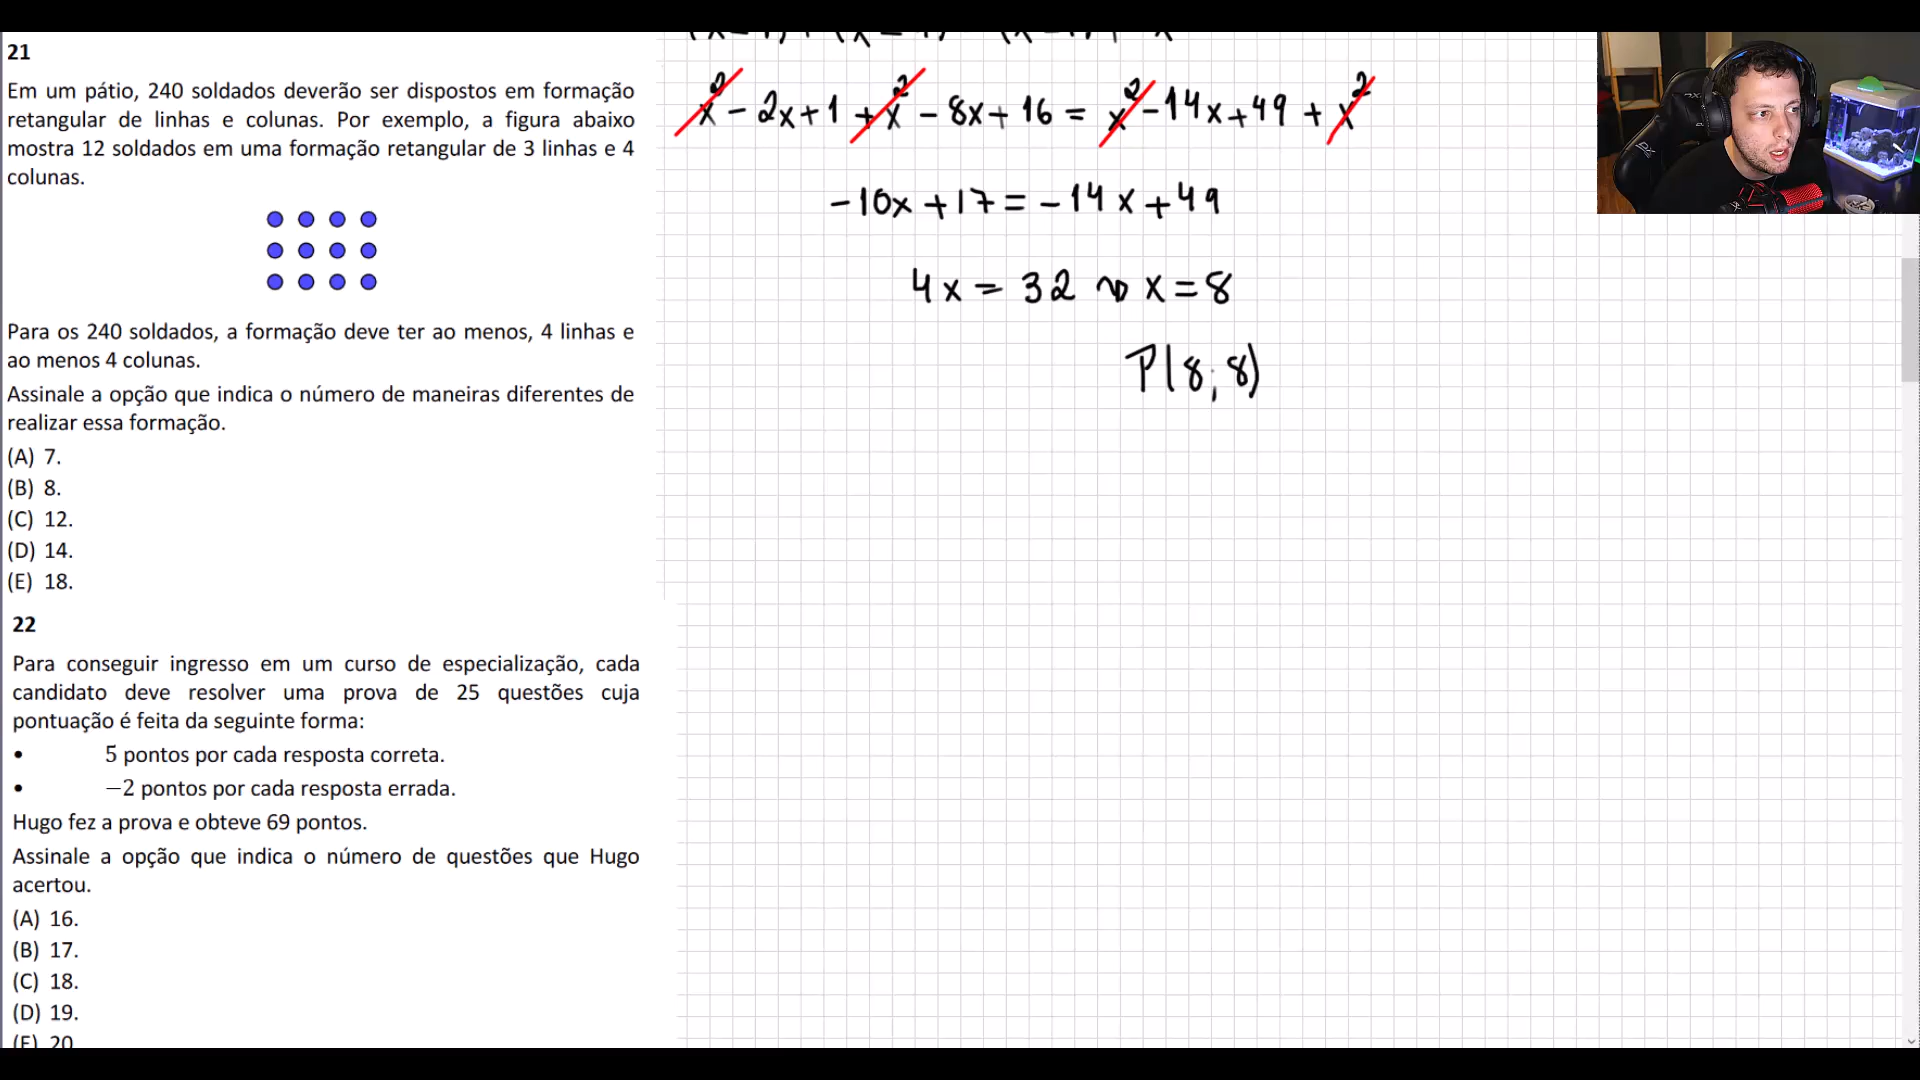 21
Em um pátio, 240 soldados deverão ser dispostos em formação
retangular de linhas e colunas. Por exemplo, a figura abaixo
mostra 12 soldados em uma formação retangular de 3 linhas e 4
colunas.
Para os 240 soldados, a formação deve ter ao menos, 4 linhas e
ao menos 4 colunas.
Assinale a opção que indica o número de maneiras diferentes de
realizar essa formação.
(A) 7.
(B) 8.
(C) 12.
(D) 14.
(E) 18.
22
Para conseguir ingresso em um curso de especialização, cada
candidato deve resolver uma prova de 25 questões cuja
pontuação é feita da seguinte forma:
• 5 pontos por cada resposta correta.
• −2 pontos por cada resposta errada.
Hugo fez a prova e obteve 69 pontos.
Assinale a opção que indica o número de questões que Hugo
acertou.
(A) 16.
(B) 17.
(C) 18.
(D) 19.
(E) 20
x² - 2x + 1 + x² - 8x + 16 = x² - 14x + 49 + x²
-10x + 17 = -14x + 49
4x = 32 ⇝ x = 8
P(8;8)